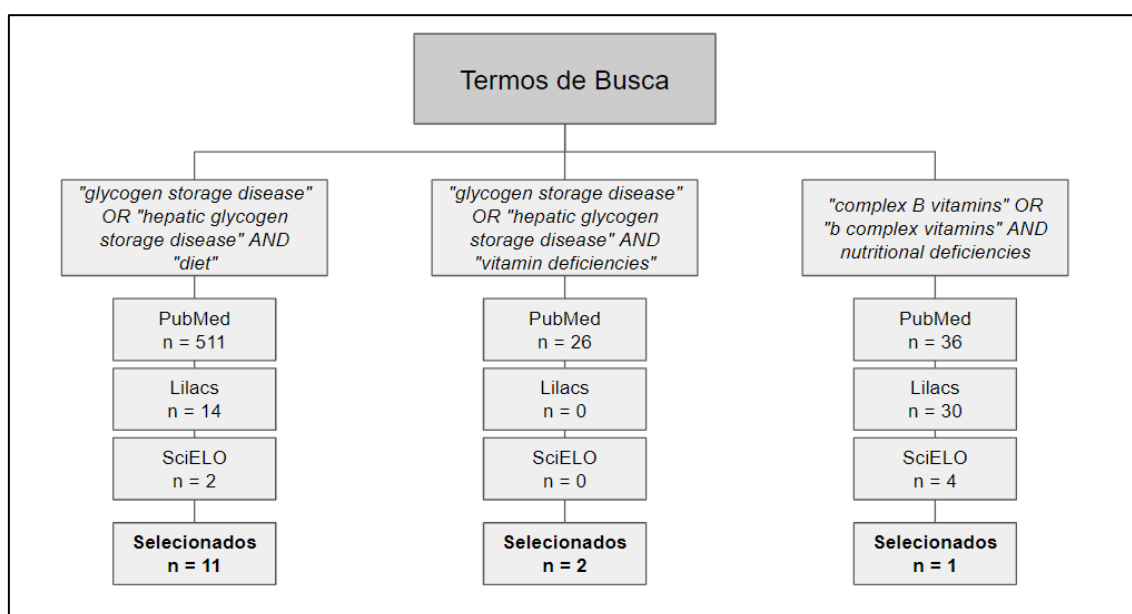 Termos de Busca
"glycogen storage disease"
OR "hepatic glycogen
storage disease" AND
"diet"
PubMed
n = 511
Lilacs
n = 14
SciELO
n = 2
Selecionados
n = 11
"glycogen storage disease"
OR "hepatic glycogen
storage disease" AND
"vitamin deficiencies"
PubMed
n = 26
Lilacs
n = 0
SciELO
n = 0
Selecionados
n = 2
"complex B vitamins" OR
"b complex vitamins" AND
nutritional deficiencies
PubMed
n = 36
Lilacs
n = 30
SciELO
n = 4
Selecionados
n = 1